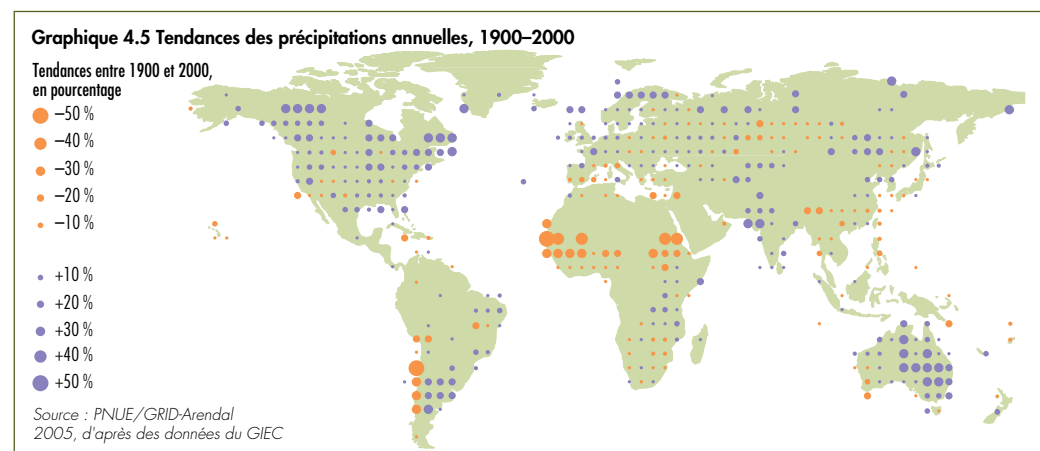 Graphique 4.5 Tendances des précipitations annuelles, 1900–2000
Tendances entre 1900 et 2000,
en pourcentage
–50 %
–40 %
–30 %
–20 %
–10 %
+10 %
+20 %
+30 %
+40 %
+50 %
Source : PNUE/GRID-Arendal
2005, d'après des données du GIEC